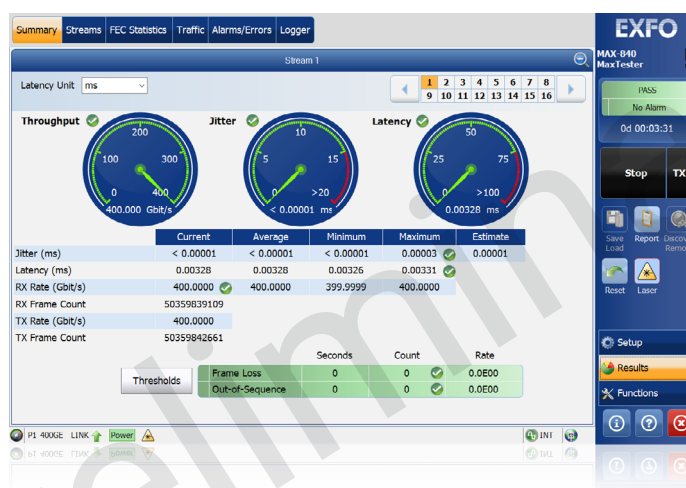 Summary Streams FEC Statistics Traffic Alarms/Errors Logger
Stream 1
Latency Unit ms
1 2 3 4 5 6 7 8
9 10 11 12 13 14 15 16
Throughput Jitter Latency
200
100 300
0 400
400.000 Gbit/s
10
5 15
0 >20
< 0.00001 ms
50
25 75
0 >100
0.00328 ms
Current Average Minimum Maximum Estimate
Jitter (ms) < 0.00001 < 0.00001 < 0.00001 0.00003 0.00001
Latency (ms) 0.00328 0.00328 0.00326 0.00331
RX Rate (Gbit/s) 400.0000 400.0000 399.9999 400.0000
RX Frame Count 50359839109
TX Rate (Gbit/s) 400.0000
TX Frame Count 50359842661
Seconds Count Rate
Thresholds
Frame Loss 0 0 0.0E00
Out-of-Sequence 0 0 0.0E00
P1 400GE LINK Power
INT
EXFO
MAX-840
MaxTester
PASS
No Alarm
0d 00:03:31
Stop TX
Save
Load
Report
Reset
Laser
Setup
Results
Functions